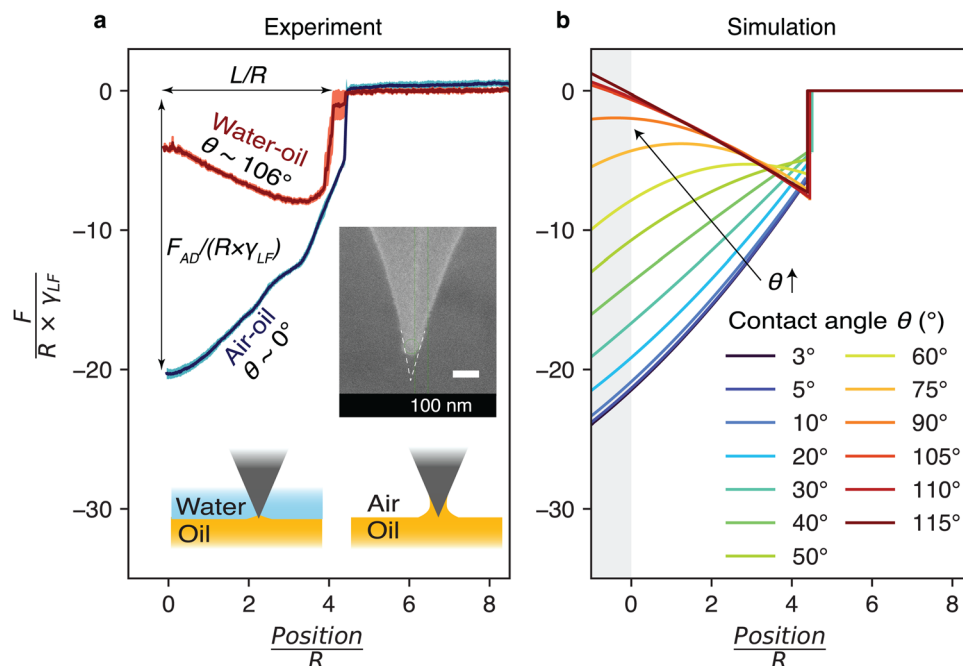 a
Experiment
0
−10
−20
−30
F
R × γLF
L/R
Water-oil
θ ~ 106°
FAD/(R×γLF)
Air-oil
θ ~ 0°
100 nm
Water
Oil
Air
Oil
0 2 4 6 8
Position
R
b
Simulation
0
−10
−20
−30
θ ↑
Contact angle θ (°)
3° 60°
5° 75°
10° 90°
20° 105°
30° 110°
40° 115°
50°
0 2 4 6 8
Position
R